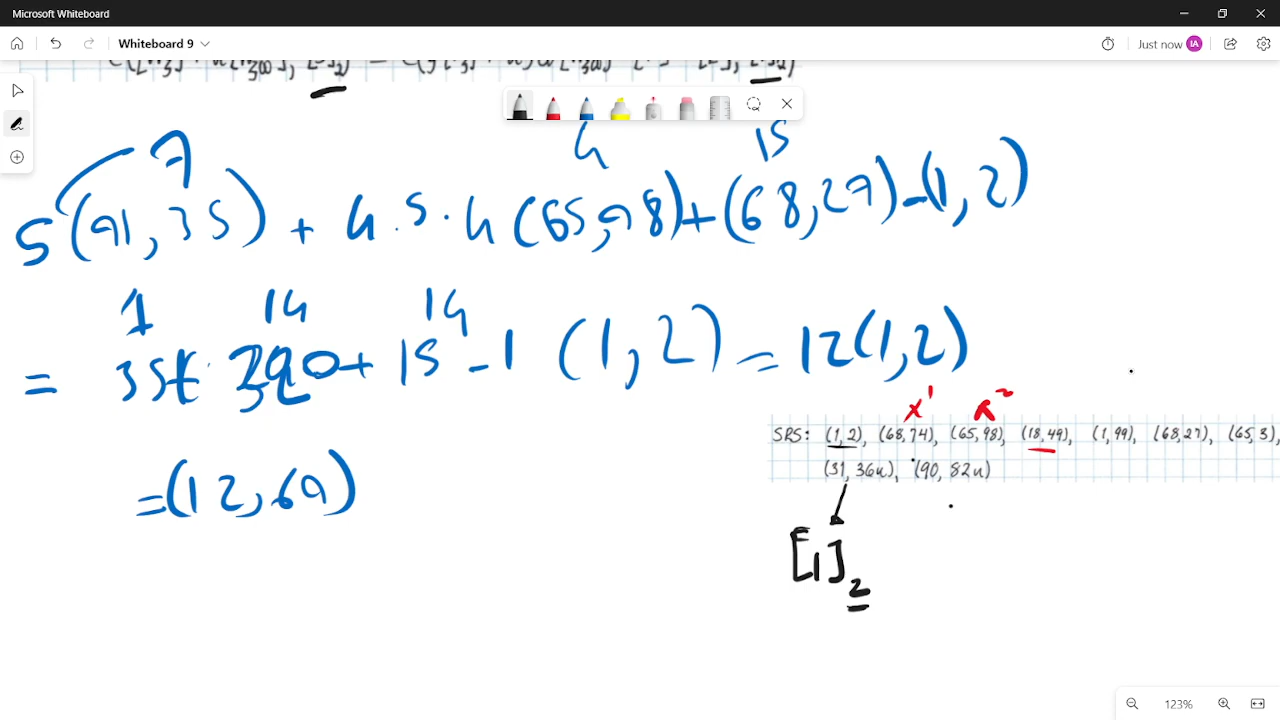 Microsoft Whiteboard
Whiteboard 9
Just now IA
7 4 15
5(91,35) + 4.5.4(65,98)+(68,27)-(1,2)
1 14 14
= 35+ 390+ 15-1 (1,2) = 12(1,2)
x¹ x²
SRS: (1,2), (68,74), (65,98), (18,49), (1,99), (68,27), (65,3),
(31, 36u), (90, 82u)
=(12,69)
[1]₂
123%